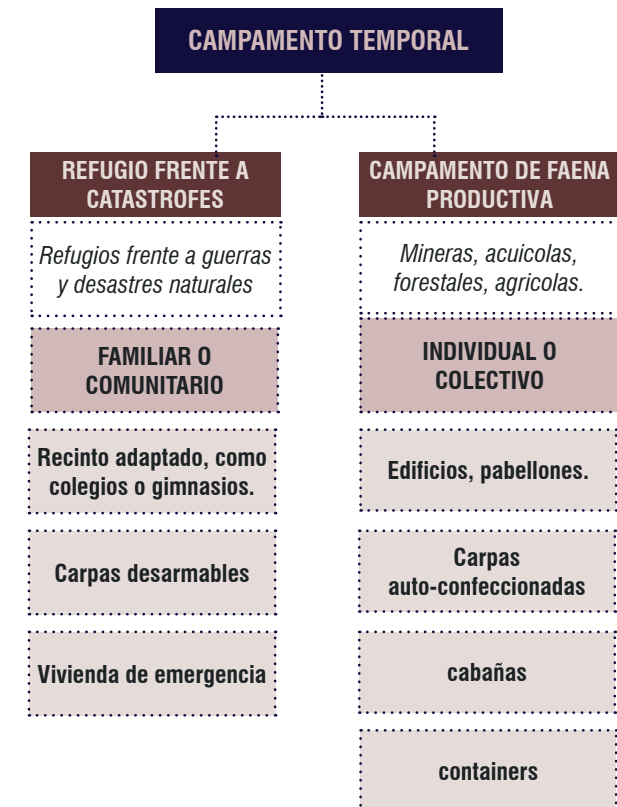 CAMPAMENTO TEMPORAL
REFUGIO FRENTE A
CATASTROFES
Refugios frente a guerras
y desastres naturales
FAMILIAR O
COMUNITARIO
Recinto adaptado, como
colegios o gimnasios.
Carpas desarmables
Vivienda de emergencia
CAMPAMENTO DE FAENA
PRODUCTIVA
Mineras, acuicolas,
forestales, agricolas.
INDIVIDUAL O
COLECTIVO
Edificios, pabellones.
Carpas
auto-confeccionadas
cabañas
containers